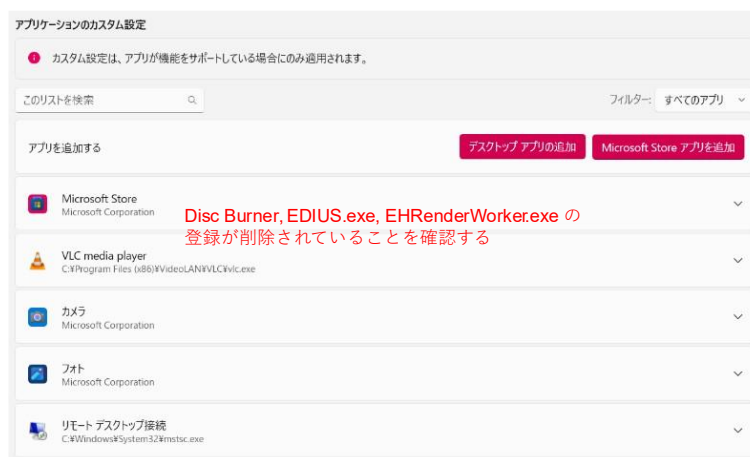 アプリケーションのカスタム設定
カスタム設定は、アプリが機能をサポートしている場合にのみ適用されます。
このリストを検索
フィルター: すべてのアプリ
アプリを追加する
デスクトップ アプリの追加
Microsoft Store アプリを追加
Microsoft Store
Microsoft Corporation
Disc Burner, EDIUS.exe, EHRenderWorker.exe の
登録が削除されていることを確認する
VLC media player
C:¥Program Files (x86)¥VideoLAN¥VLC¥vlc.exe
カメラ
Microsoft Corporation
フォト
Microsoft Corporation
リモート デスクトップ接続
C:¥Windows¥System32¥mstsc.exe